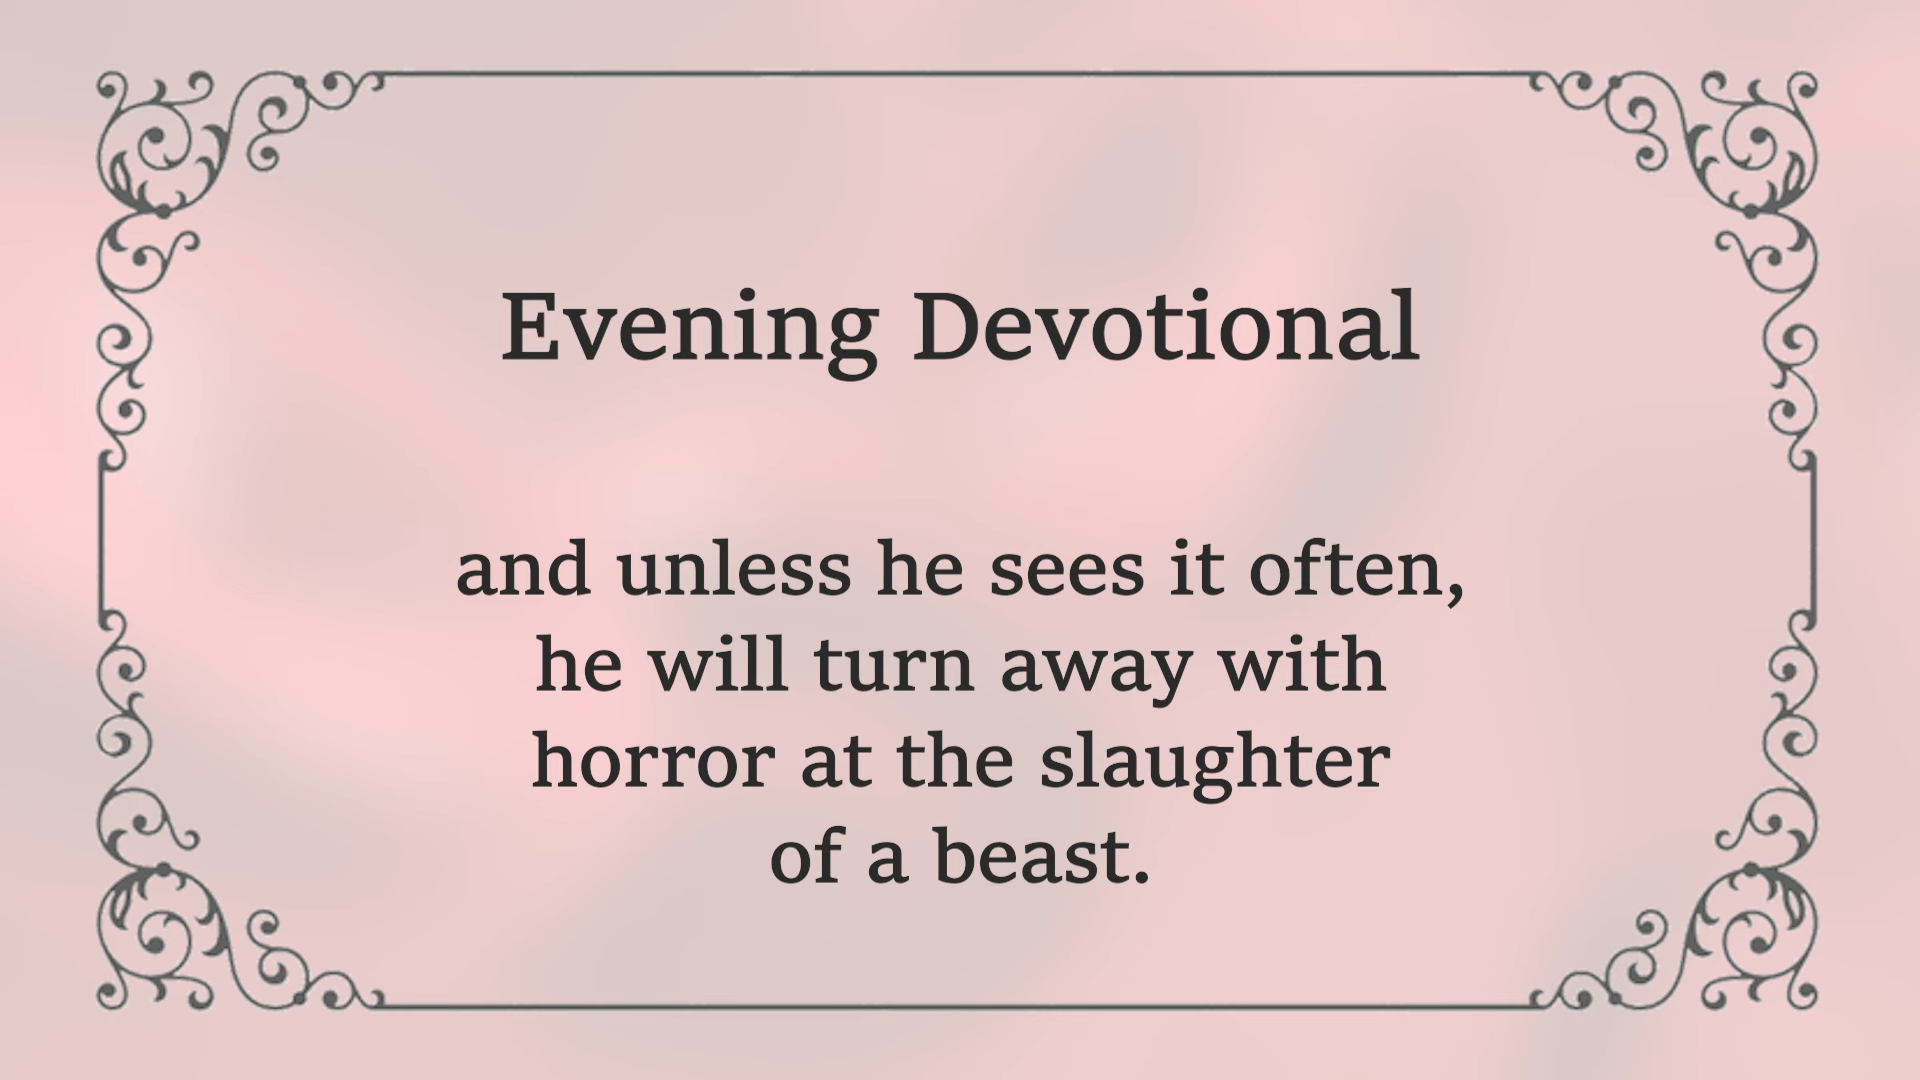 Evening Devotional
and unless he sees it often,
he will turn away with
horror at the slaughter
of a beast.